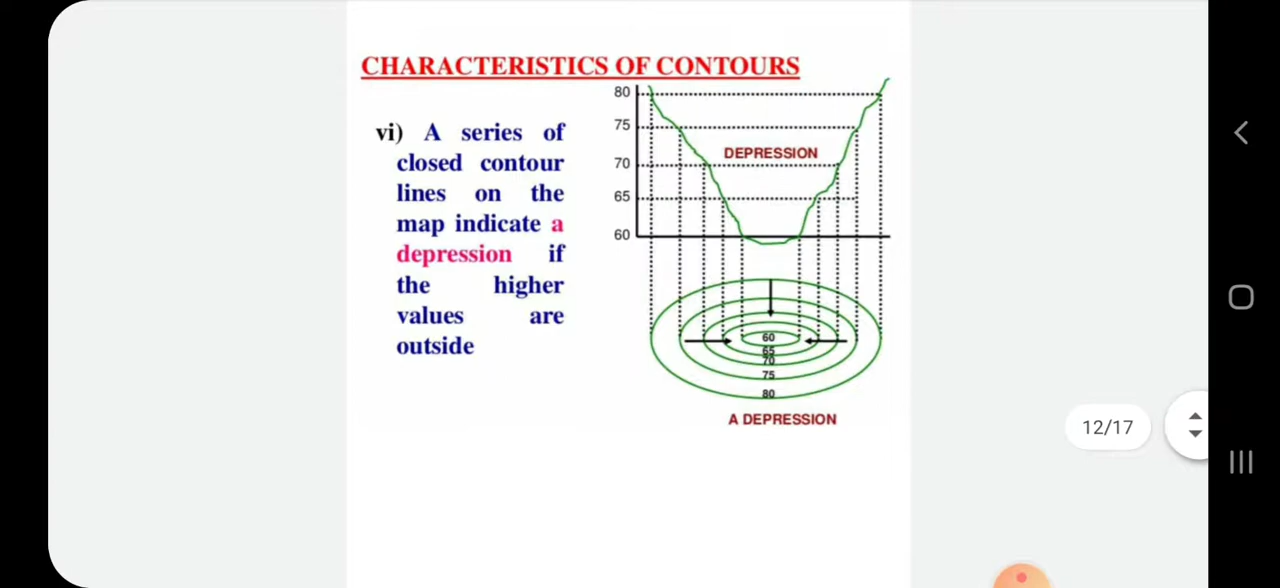 CHARACTERISTICS OF CONTOURS
vi) A series of
closed contour
lines on the
map indicate a
depression if
the higher
values are
outside
80
75
70
65
60
DEPRESSION
60
65
70
75
80
A DEPRESSION
12/17